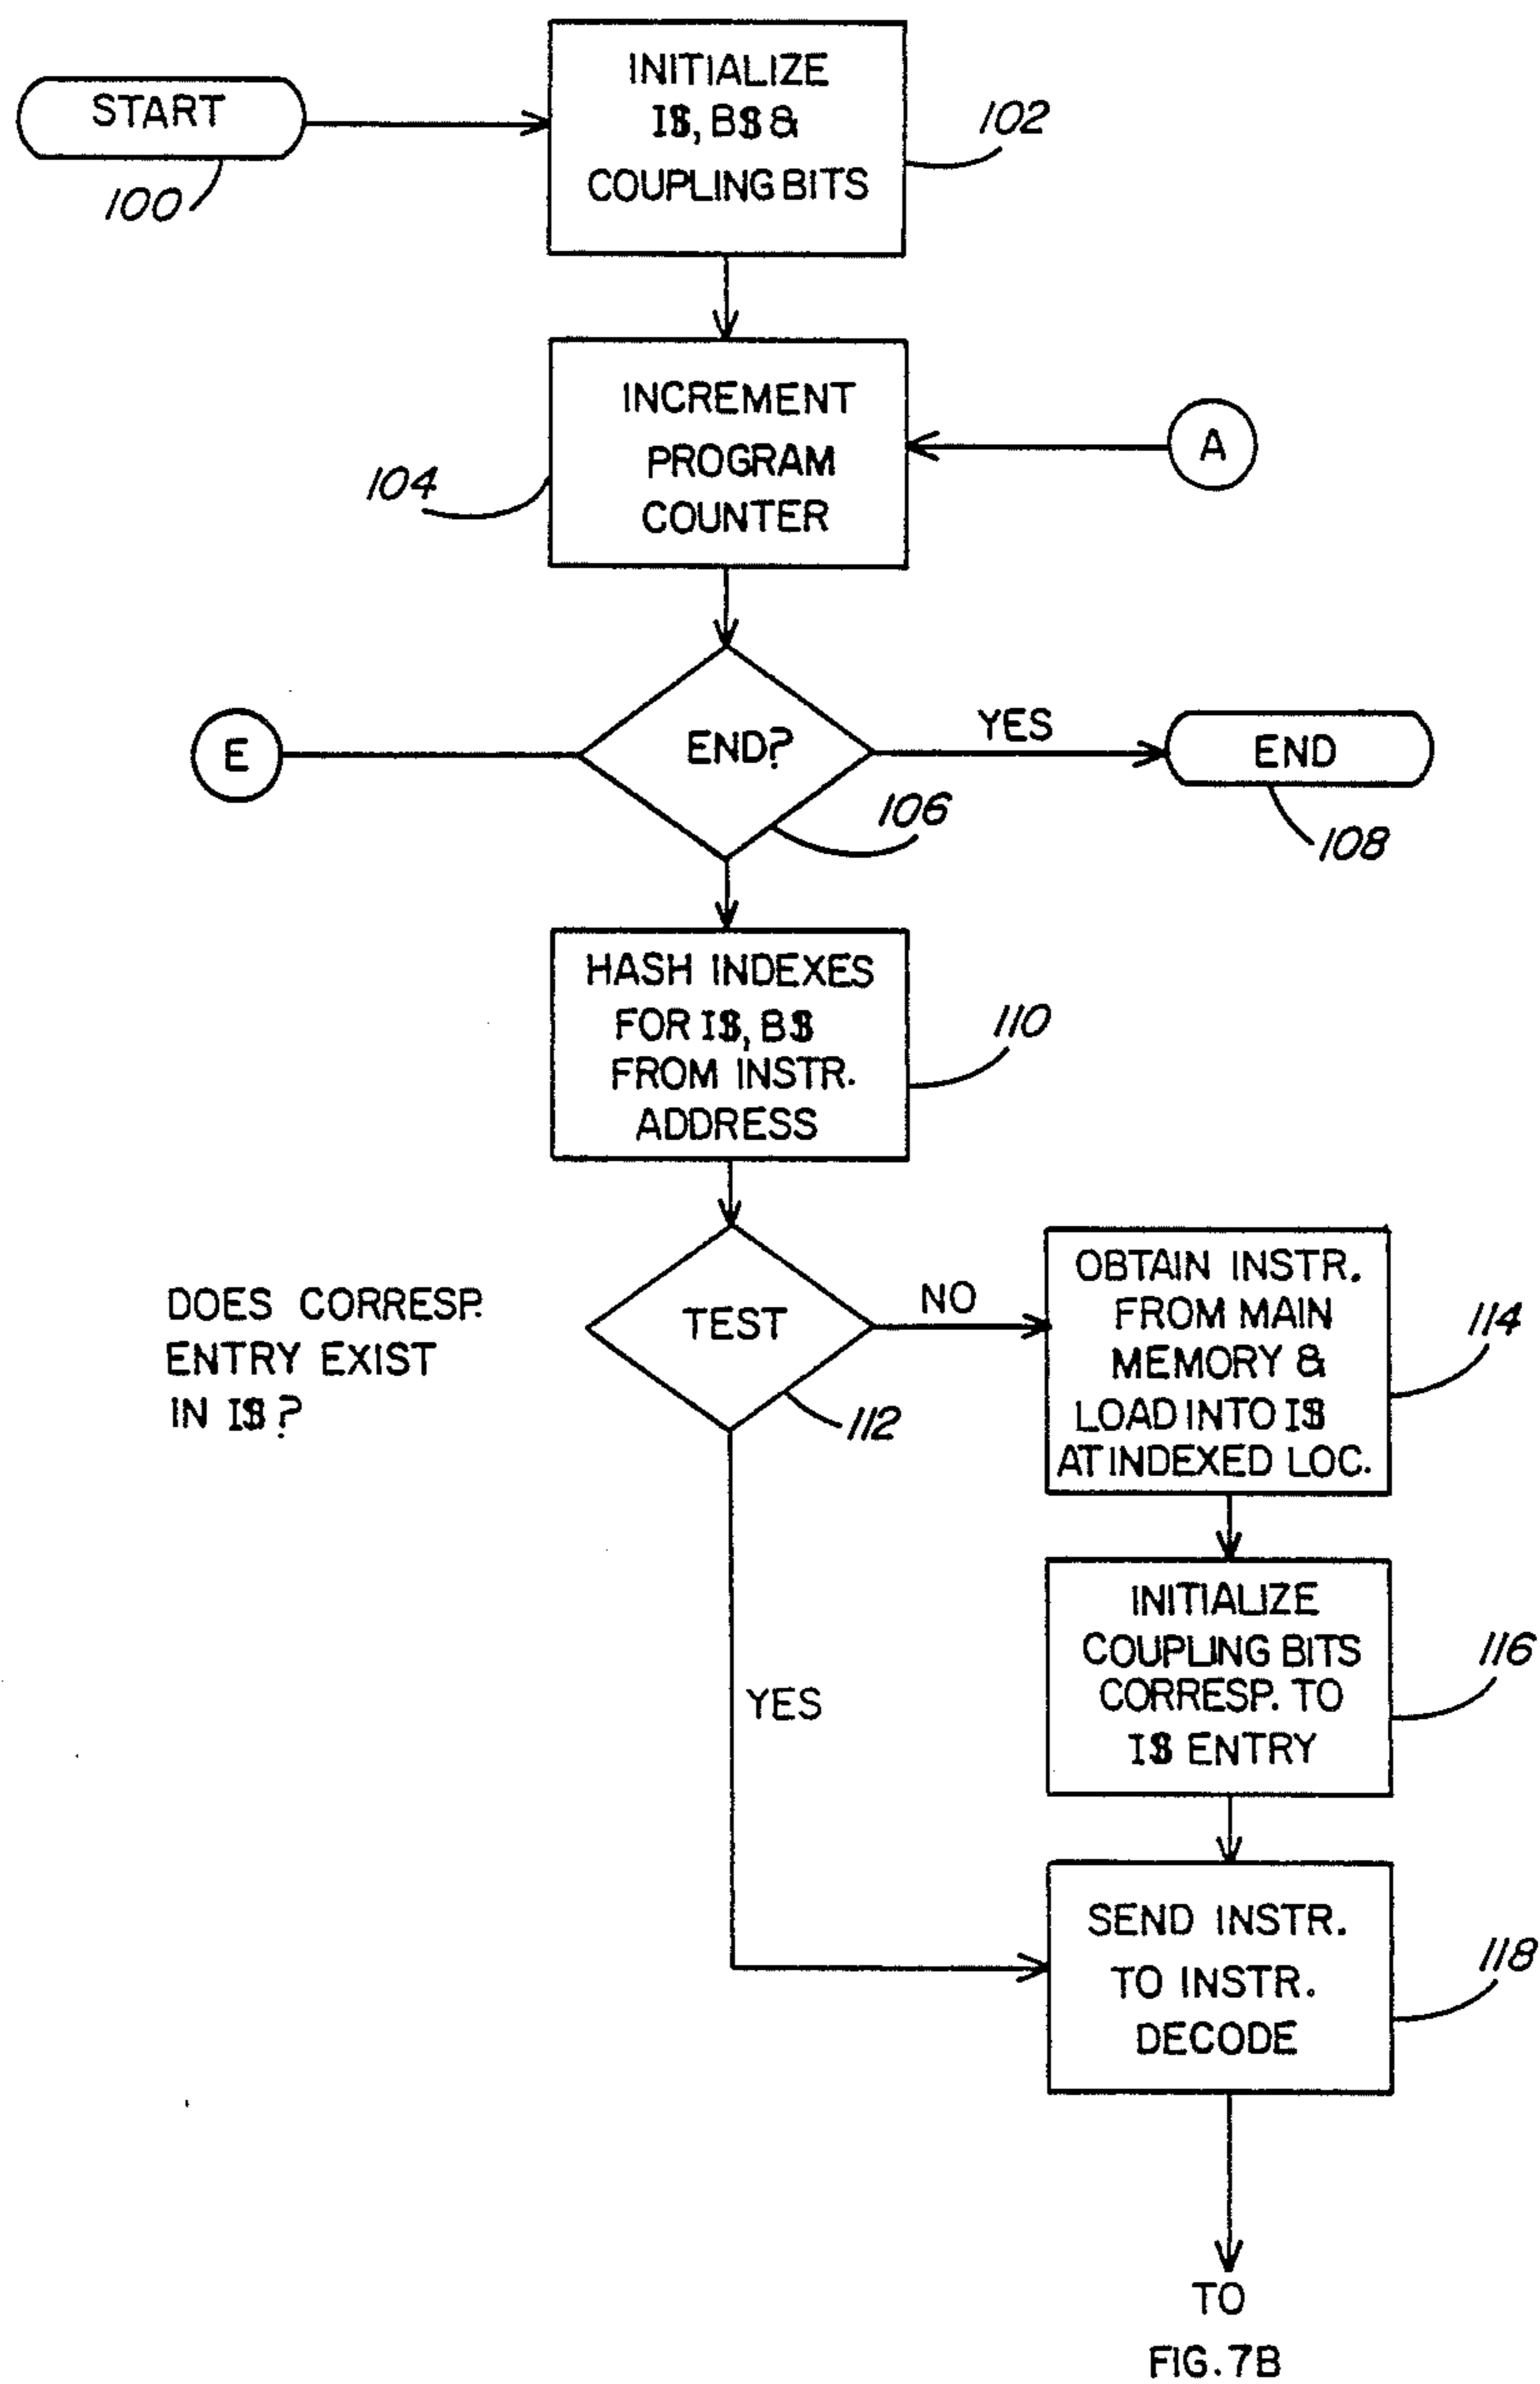 START
100
INITIALIZE
I$, B$ &
COUPLING BITS
102
INCREMENT
PROGRAM
COUNTER
104
A
E
END?
106
YES
END
108
HASH INDEXES
FOR I$, B$
FROM INSTR.
ADDRESS
110
DOES CORRESP.
ENTRY EXIST
IN I$?
TEST
112
NO
OBTAIN INSTR.
FROM MAIN
MEMORY &
LOAD INTO I$
AT INDEXED LOC.
114
INITIALIZE
COUPLING BITS
CORRESP. TO
I$ ENTRY
116
YES
SEND INSTR.
TO INSTR.
DECODE
118
TO
FIG. 7B